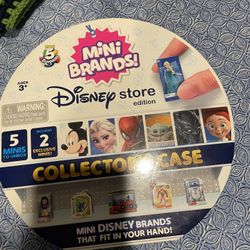 5
MINI
BRANDS!
AGES
3+
WARNING:
Disney store
edition
5
MINIS
TO UNBOX
INCLUDES
2
EXCLUSIVE
MINIS!
COLLECTOR'S CASE
MINI DISNEY BRANDS
THAT FIT IN YOUR HAND!